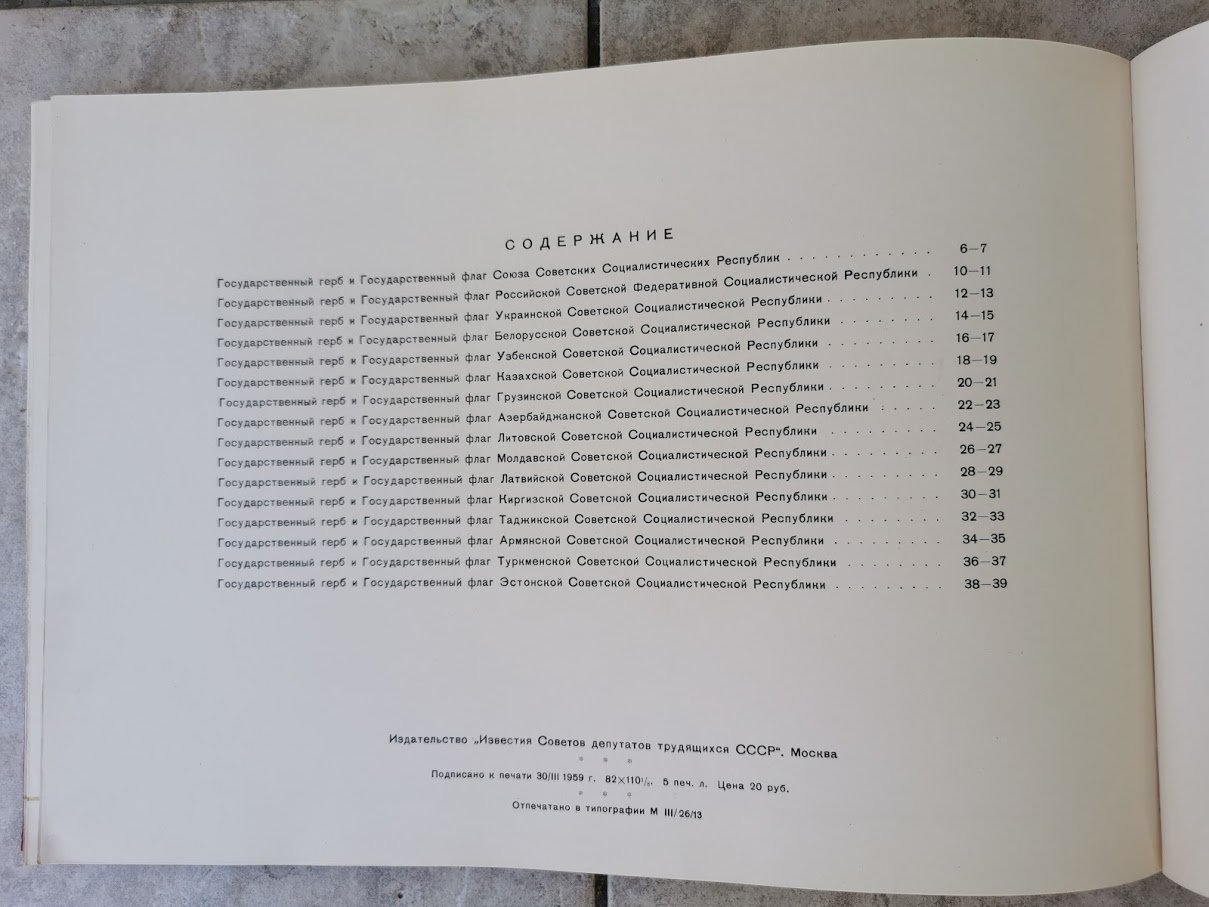 СОДЕРЖАНИЕ
Государственный герб и Государственный флаг Союза Советских Социалистических Республик . . . . . . . . . . . . 6—7
Государственный герб и Государственный флаг Российской Советской Федеративной Социалистической Республики . 10—11
Государственный герб и Государственный флаг Украинской Советской Социалистической Республики . . . . . . . . . 12—13
Государственный герб и Государственный флаг Белорусской Советской Социалистической Республики . . . . . . . . 14—15
Государственный герб и Государственный флаг Узбекской Советской Социалистической Республики . . . . . . . . . 16—17
Государственный герб и Государственный флаг Казахской Советской Социалистической Республики . . . . . . . . . 18—19
Государственный герб и Государственный флаг Грузинской Советской Социалистической Республики . . . . . . . . . 20—21
Государственный герб и Государственный флаг Азербайджанской Советской Социалистической Республики . . . . . 22—23
Государственный герб и Государственный флаг Литовской Советской Социалистической Республики . . . . . . . . . 24—25
Государственный герб и Государственный флаг Молдавской Советской Социалистической Республики . . . . . . . . . 26—27
Государственный герб и Государственный флаг Латвийской Советской Социалистической Республики . . . . . . . . . 28—29
Государственный герб и Государственный флаг Киргизской Советской Социалистической Республики . . . . . . . . . 30—31
Государственный герб и Государственный флаг Таджикской Советской Социалистической Республики . . . . . . . . 32—33
Государственный герб и Государственный флаг Армянской Советской Социалистической Республики . . . . . . . . . 34—35
Государственный герб и Государственный флаг Туркменской Советской Социалистической Республики . . . . . . . . 36—37
Государственный герб и Государственный флаг Эстонской Советской Социалистической Республики . . . . . . . . . 38—39
Издательство „Известия Советов депутатов трудящихся СССР“. Москва
* * *
Подписано к печати 30/III 1959 г. 82×110¹/₈. 5 печ. л. Цена 20 руб.
* * *
Отпечатано в типографии М III/26/13